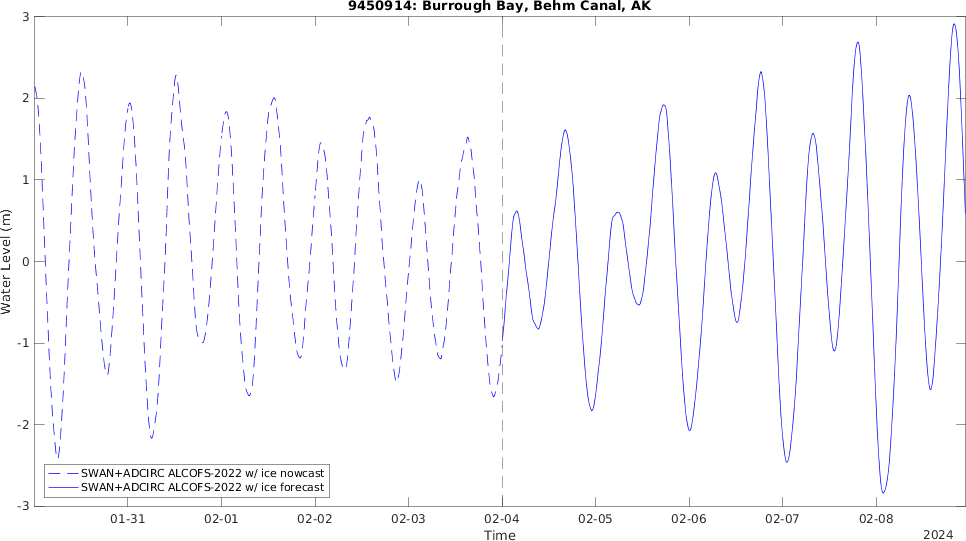 9450914: Burrough Bay, Behm Canal, AK
Water Level (m)
3
2
1
0
-1
-2
-3
SWAN+ADCIRC ALCOFS-2022 w/ ice nowcast
SWAN+ADCIRC ALCOFS-2022 w/ ice forecast
01-31 02-01 02-02 02-03 02-04 02-05 02-06 02-07 02-08
Time
2024